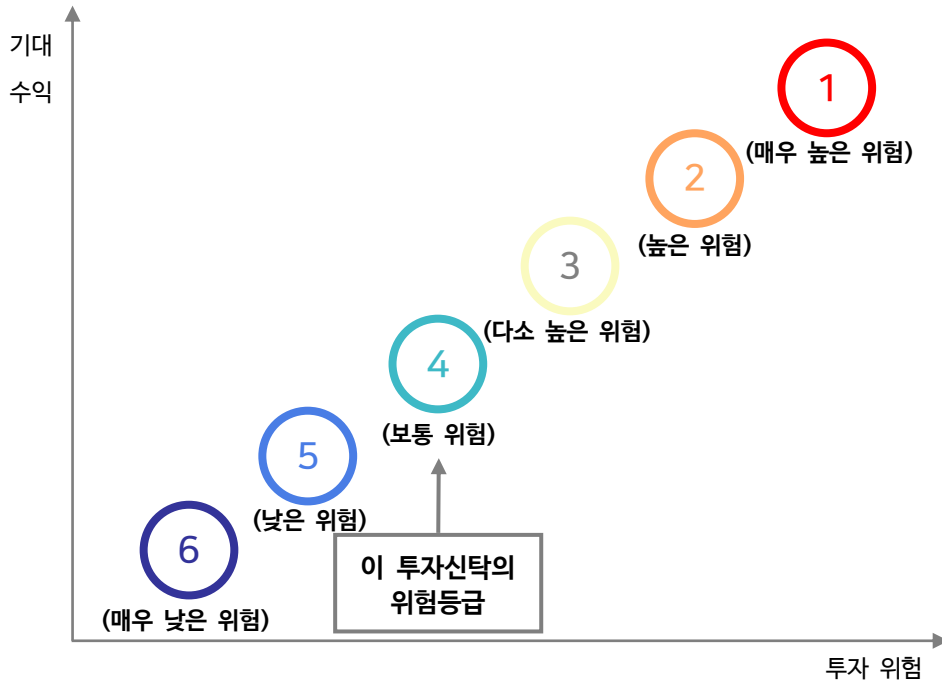 기대
수익
1
(매우 높은 위험)
2
(높은 위험)
3
(다소 높은 위험)
4
(보통 위험)
5
(낮은 위험)
6
(매우 낮은 위험)
이 투자신탁의
위험등급
투자 위험